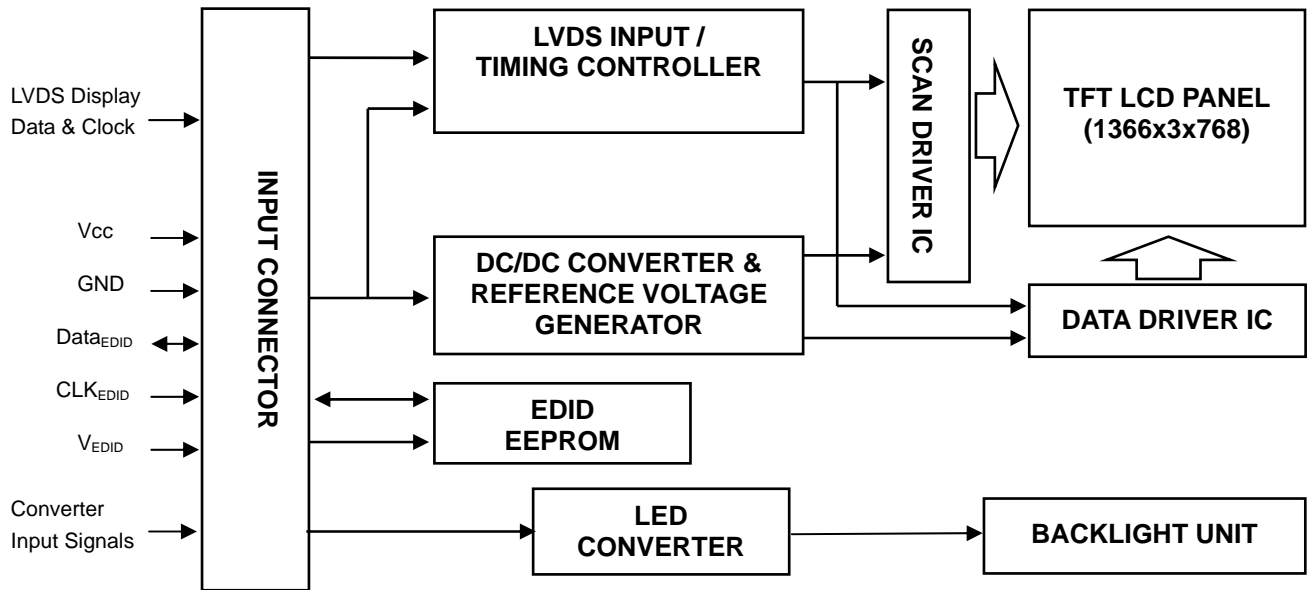 LVDS Display
Data & Clock
Vcc
GND
DataEDID
CLKEDID
VEDID
Converter
Input Signals
INPUT CONNECTOR
LVDS INPUT /
TIMING CONTROLLER
DC/DC CONVERTER &
REFERENCE VOLTAGE
GENERATOR
EDID
EEPROM
LED
CONVERTER
SCAN DRIVER IC
TFT LCD PANEL
(1366x3x768)
DATA DRIVER IC
BACKLIGHT UNIT